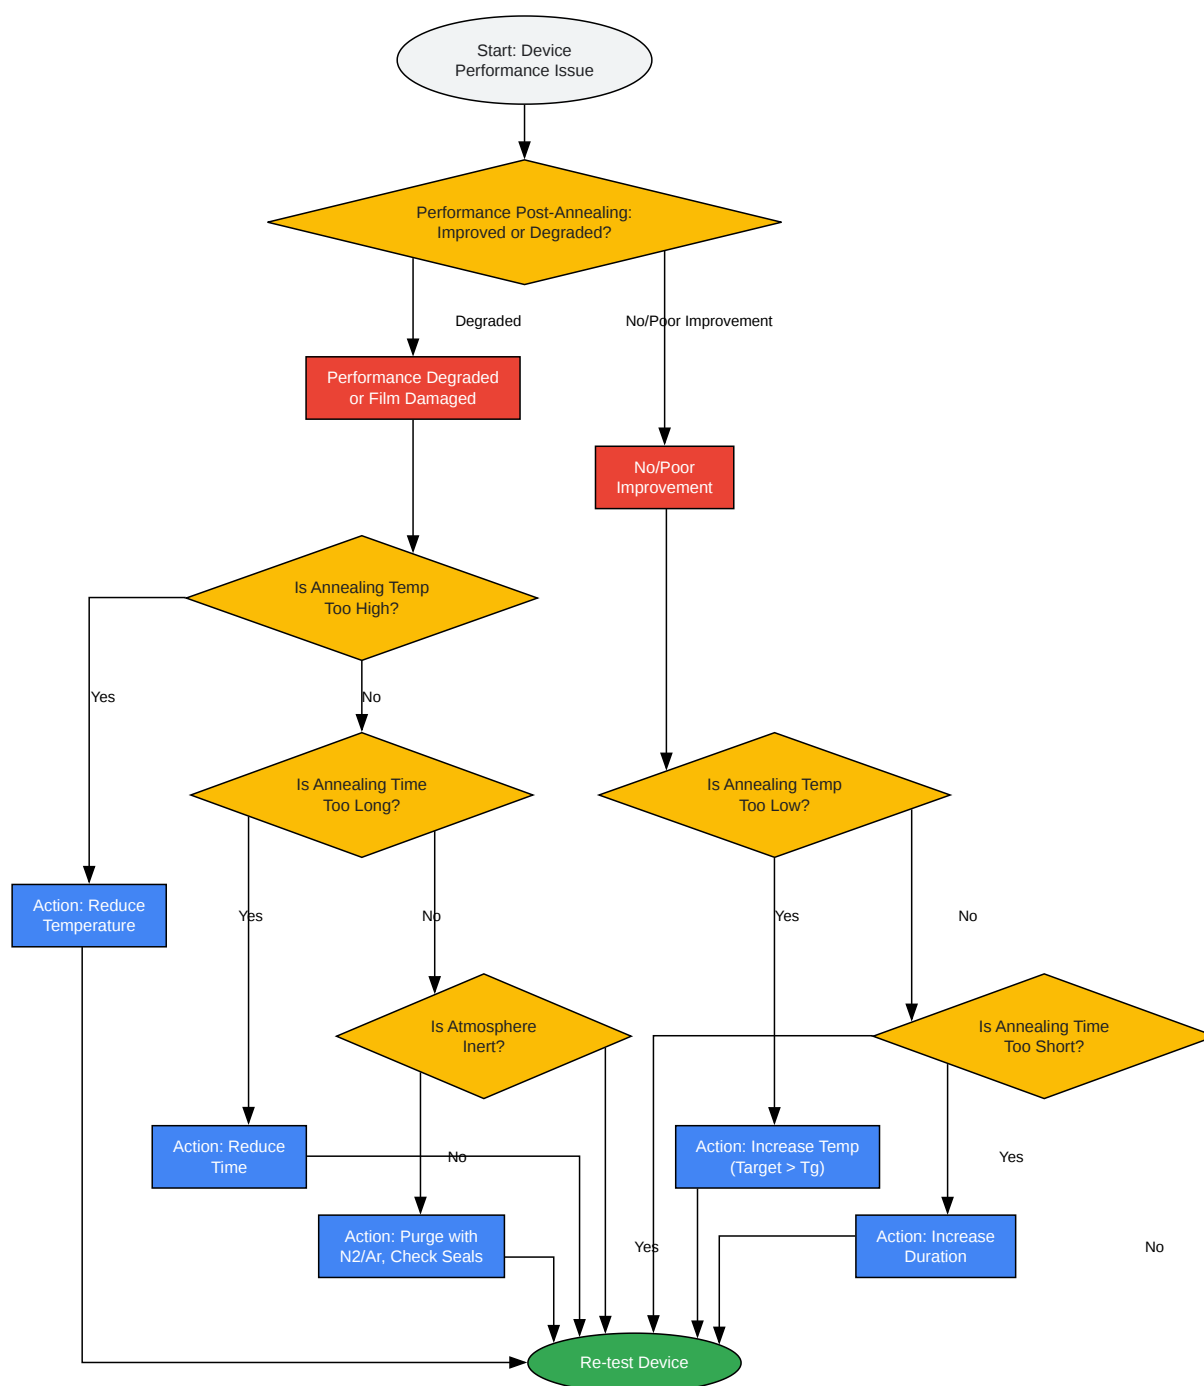 Start: Device
Performance Issue
Performance Post-Annealing:
Improved or Degraded?
Degraded
No/Poor Improvement
Performance Degraded
or Film Damaged
No/Poor
Improvement
Is Annealing Temp
Too High?
Yes
No
Is Annealing Time
Too Long?
Is Annealing Temp
Too Low?
Action: Reduce
Temperature
Yes
No
Yes
No
Is Atmosphere
Inert?
Is Annealing Time
Too Short?
Action: Reduce
Time
No
Action: Increase Temp
(Target > Tg)
Yes
Action: Purge with
N2/Ar, Check Seals
Yes
Action: Increase
Duration
No
Re-test Device